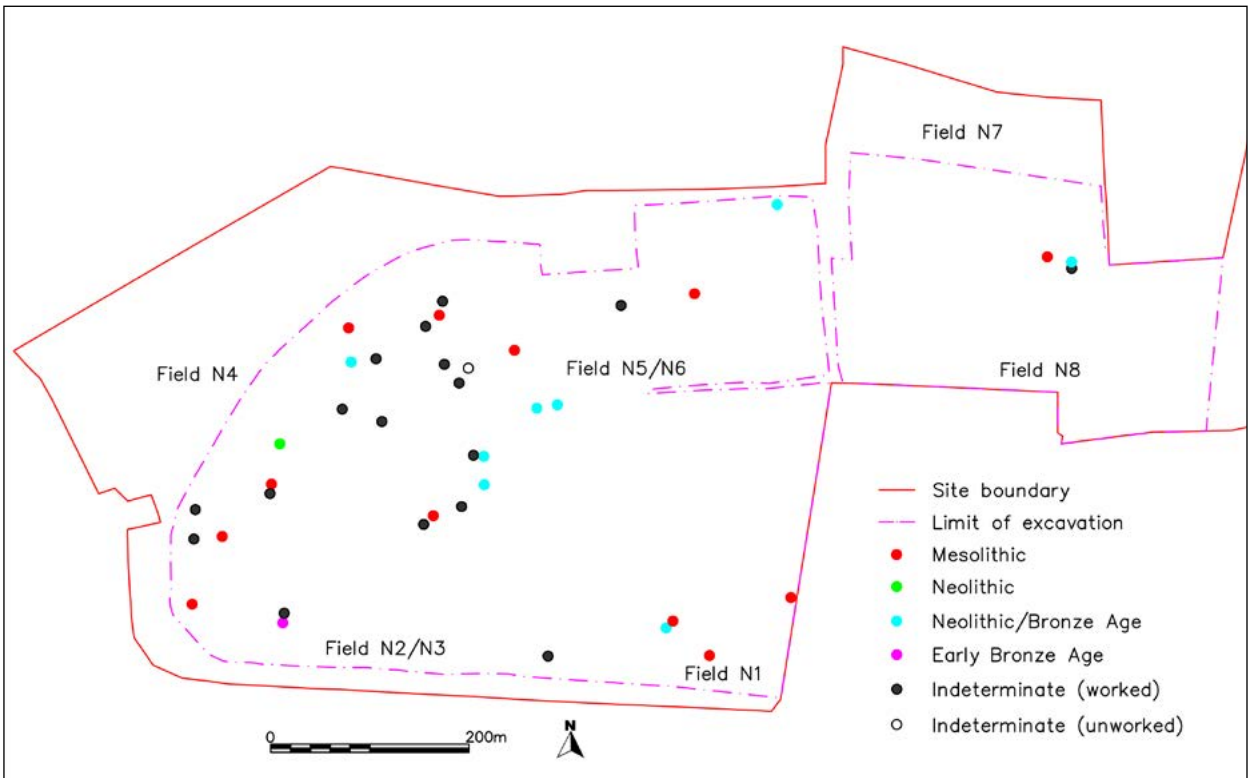 Field N7
Field N4
Field N5/N6
Field N8
Site boundary
Limit of excavation
Mesolithic
Neolithic
Neolithic/Bronze Age
Early Bronze Age
Indeterminate (worked)
Indeterminate (unworked)
Field N2/N3
Field N1
0 200m
N